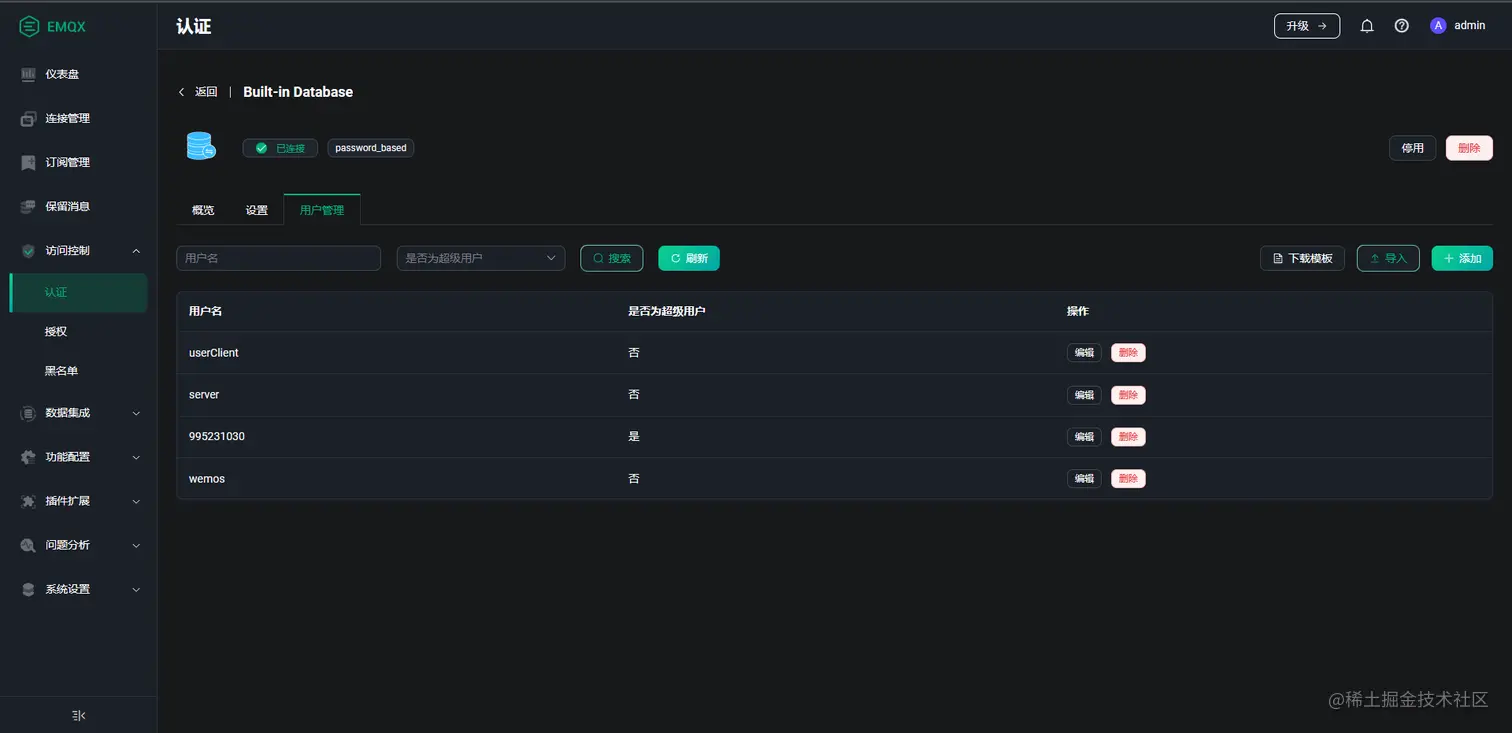 EMQX
认证
升级 →
A admin
仪表盘
连接管理
订阅管理
保留消息
访问控制
认证
授权
黑名单
数据集成
功能配置
插件扩展
问题分析
系统设置
返回 | Built-in Database
已连接 password_based
停用 删除
概览 设置 用户管理
用户名 是否为超级用户 搜索 刷新 下载模板 导入 添加
用户名 是否为超级用户 操作
userClient 否 编辑 删除
server 否 编辑 删除
995231030 是 编辑 删除
wemos 否 编辑 删除
@稀土掘金技术社区